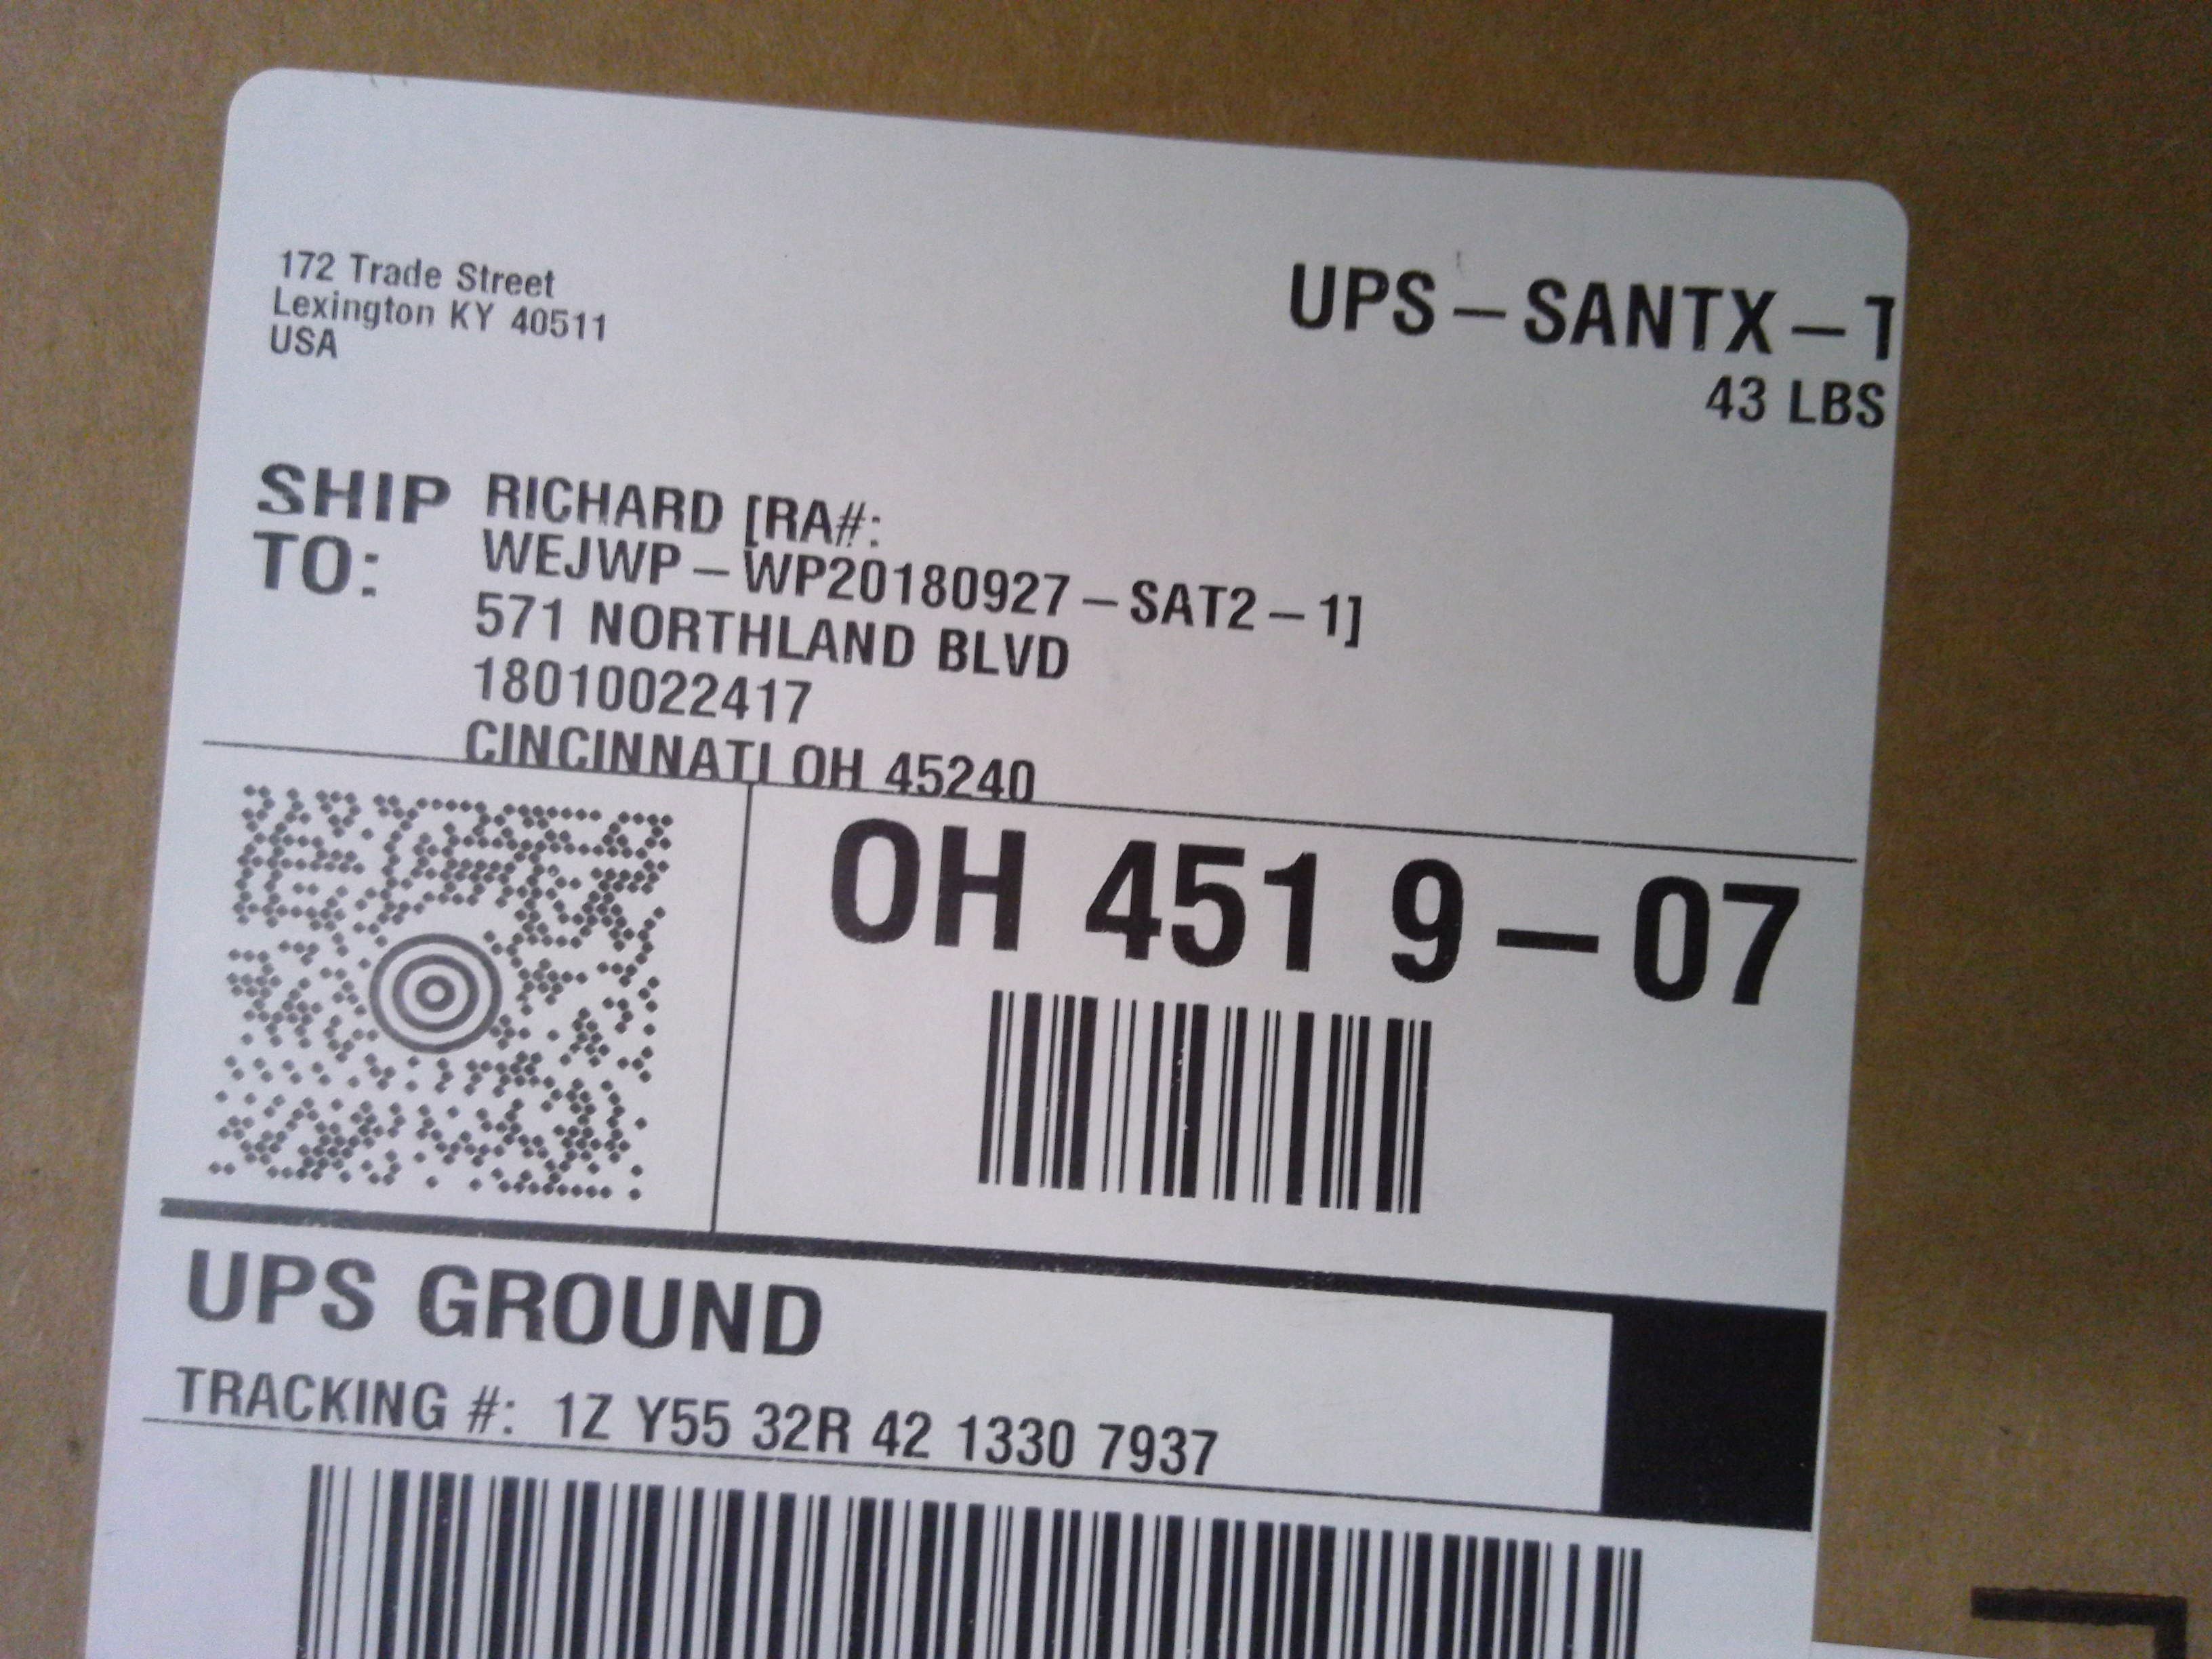 172 Trade Street
Lexington KY 40511
USA
UPS – SANTX – T
43 LBS
SHIP TO:
RICHARD [RA#:
WEJWP – WP20180927 – SAT2 – 1]
571 NORTHLAND BLVD
18010022417
CINCINNATI OH 45240
OH 451 9 – 07
UPS GROUND
TRACKING #: 1Z Y55 32R 42 1330 7937